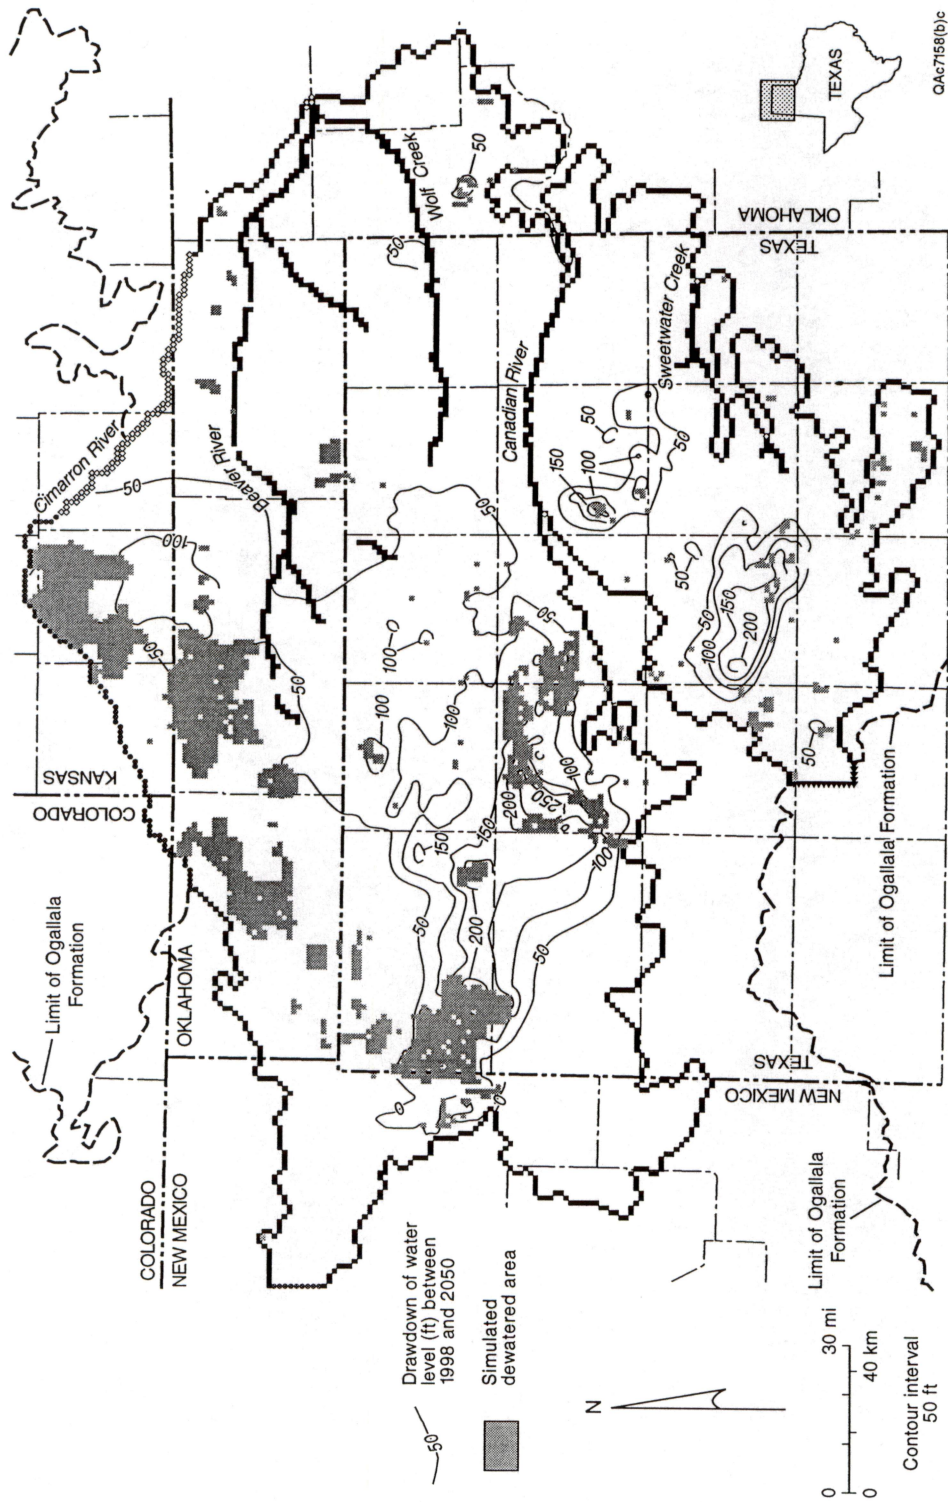 Limit of Ogallala
Formation
COLORADO
NEW MEXICO
OKLAHOMA
COLORADO
KANSAS
Cimarron River
Beaver River
Wolf Creek
Canadian River
Sweetwater Creek
TEXAS
OKLAHOMA
TEXAS
NEW MEXICO
Limit of Ogallala Formation
Limit of Ogallala
Formation
50
100
50
50
50
50
50
100
100
100
150
150
200
50
50
200
250
100
100
50
50
0
0
150
100
50
50
50
50
100
150
200
50
50
Drawdown of water
level (ft) between
1998 and 2050
Simulated
dewatered area
N
0 30 mi
0 40 km
Contour interval
50 ft
TEXAS
QAc7158(b)c